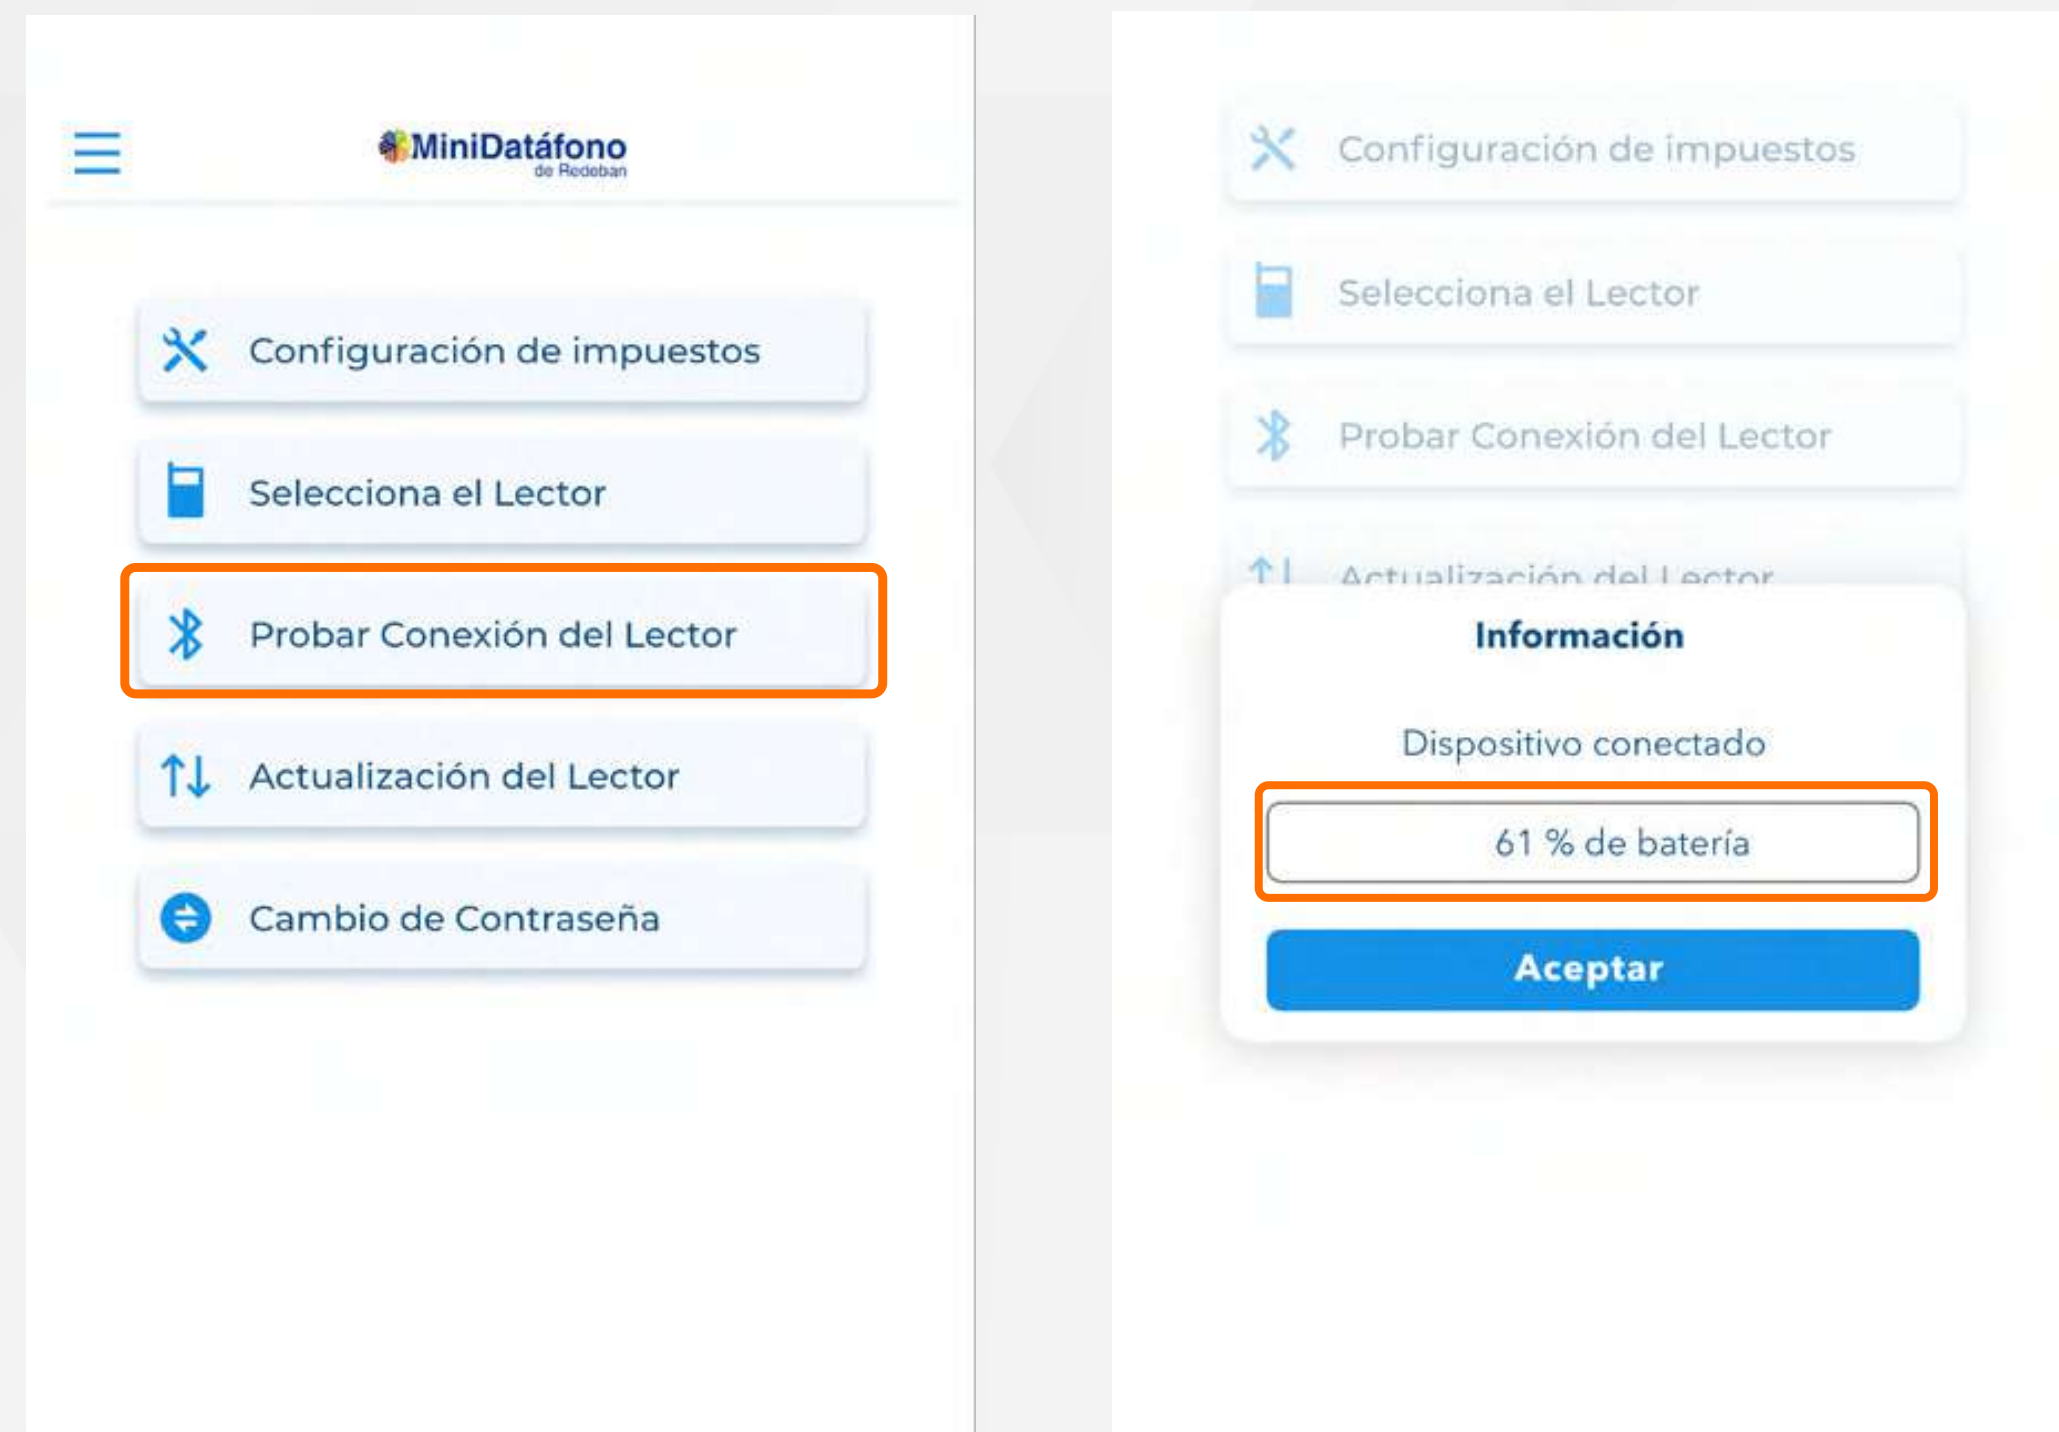 MiniDatáfono
de Redeban
Configuración de impuestos
Selecciona el Lector
Probar Conexión del Lector
Actualización del Lector
Cambio de Contraseña
Configuración de impuestos
Selecciona el Lector
Probar Conexión del Lector
Actualización del Lector
Información
Dispositivo conectado
61 % de batería
Aceptar